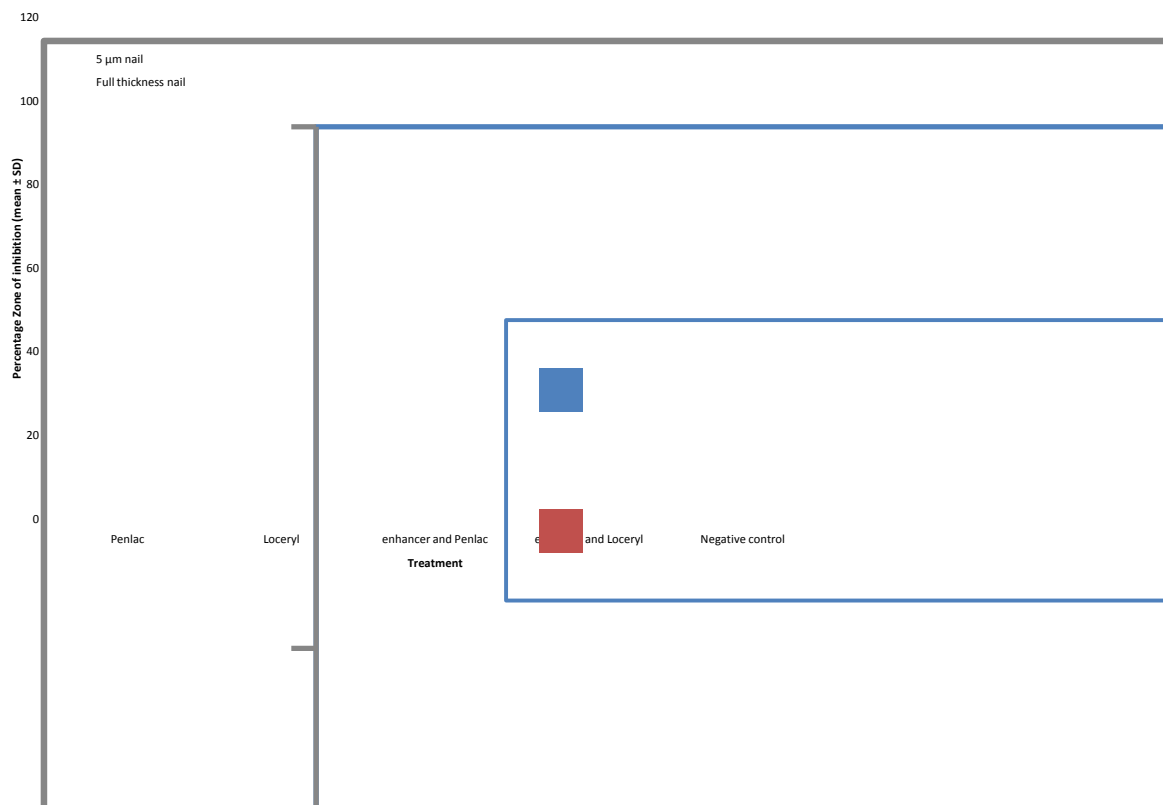 120
5 µm nail
Full thickness nail
100
80
60
40
20
0
Percentage Zone of inhibition (mean ± SD)
Penlac
Loceryl
enhancer and Penlac
and Loceryl
Negative control
Treatment